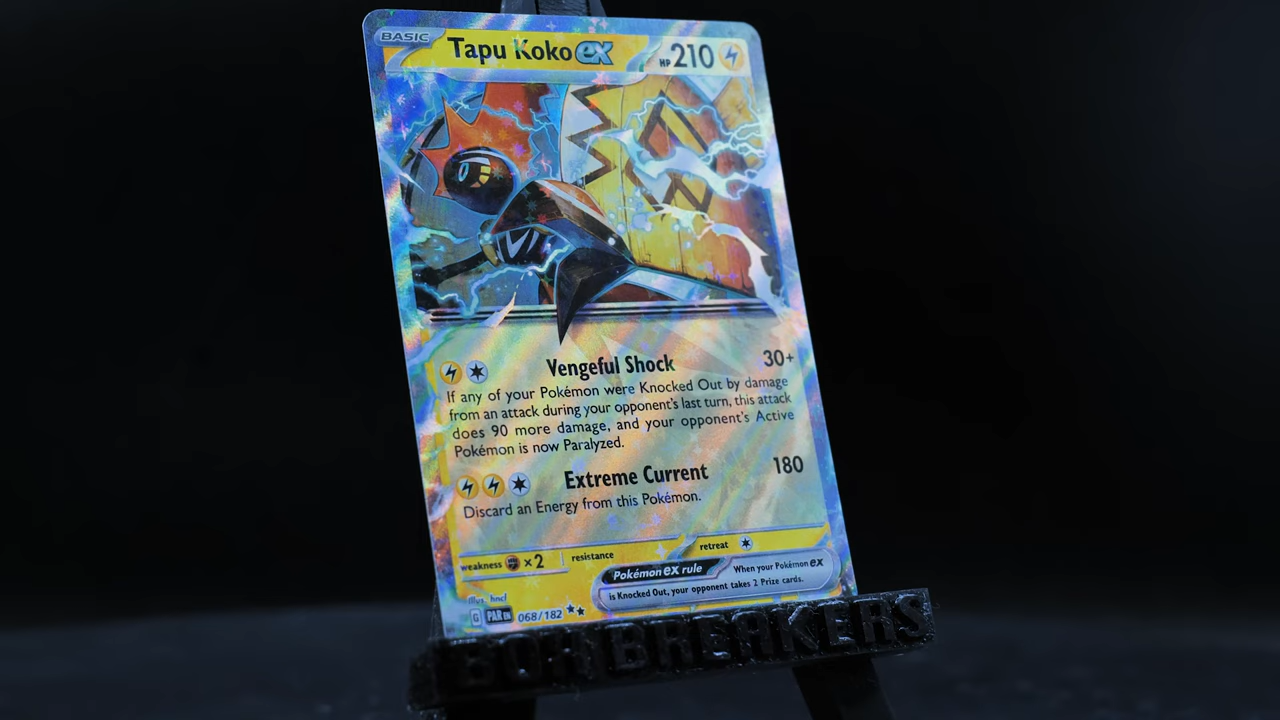 BASIC Tapu Koko ex HP 210
Vengeful Shock 30+
If any of your Pokémon were Knocked Out by damage
from an attack during your opponent's last turn, this attack
does 90 more damage, and your opponent's Active
Pokémon is now Paralyzed.
Extreme Current 180
Discard an Energy from this Pokémon.
weakness ×2 resistance retreat
Pokémon ex rule When your Pokémon ex
is Knocked Out, your opponent takes 2 Prize cards.
Illus. hncl
G PAR EN 068/182
BOX BREAKERS